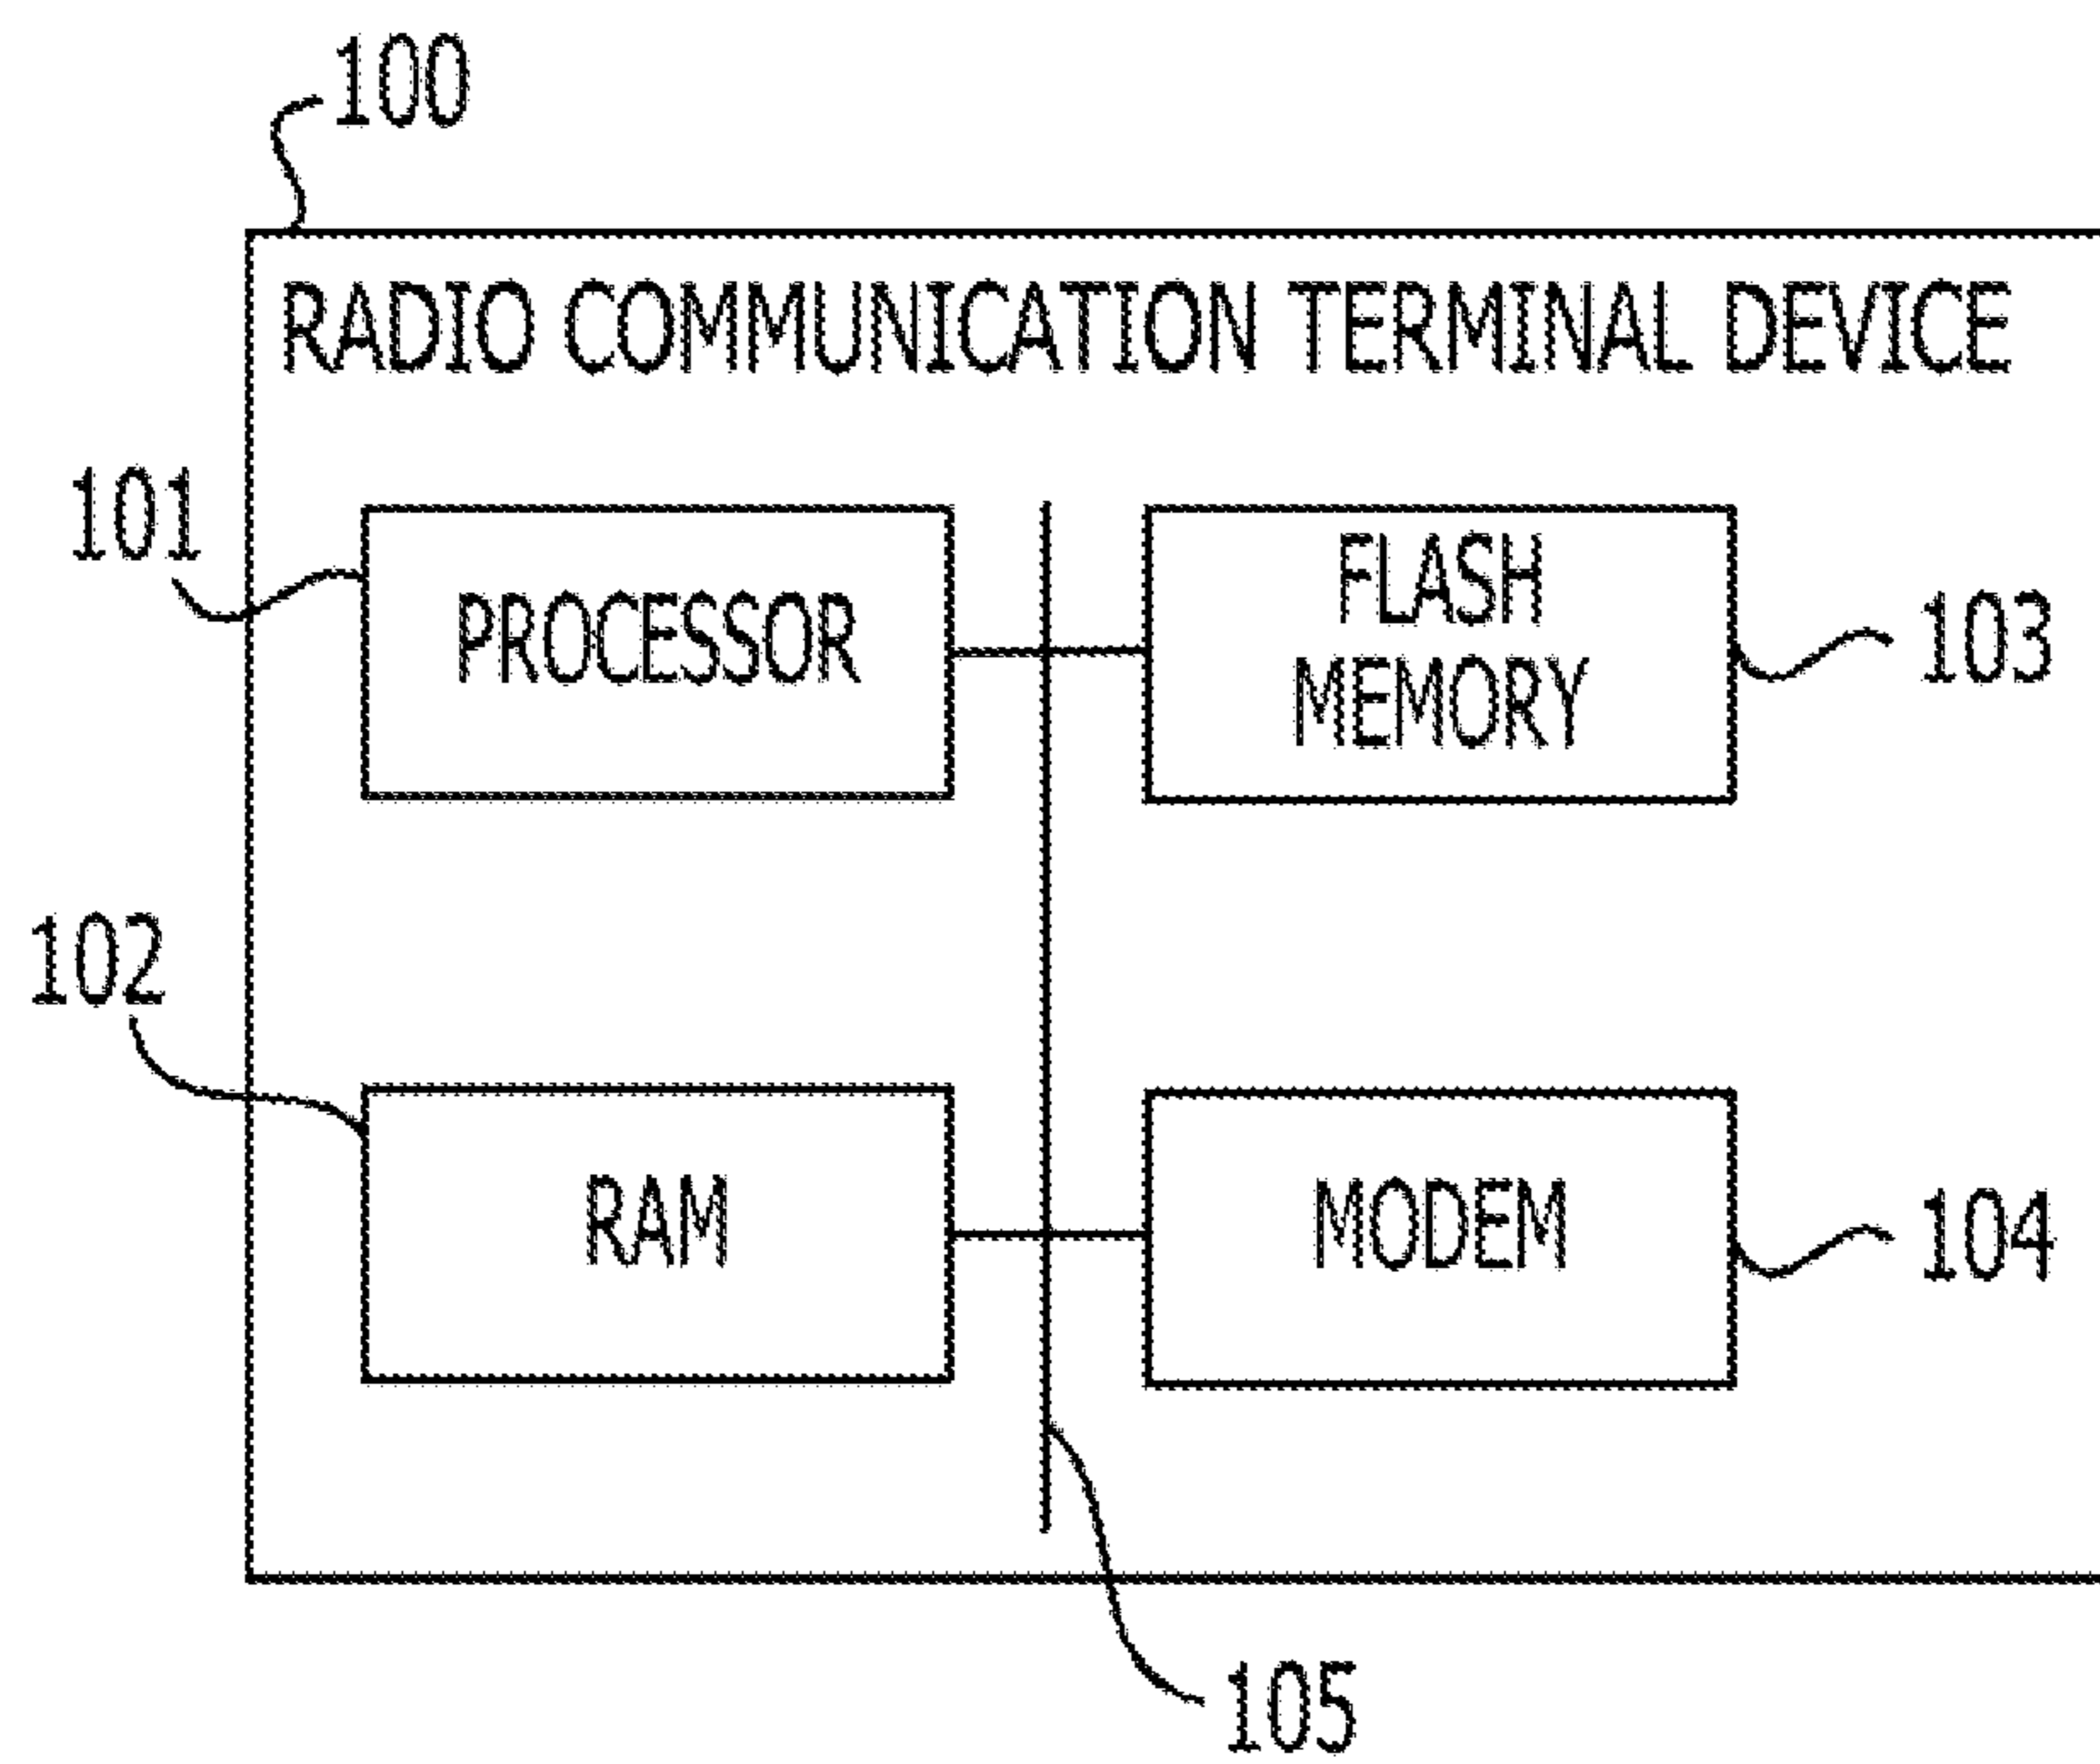 100
RADIO COMMUNICATION TERMINAL DEVICE
101
PROCESSOR
FLASH
MEMORY
103
102
RAM
MODEM
104
105